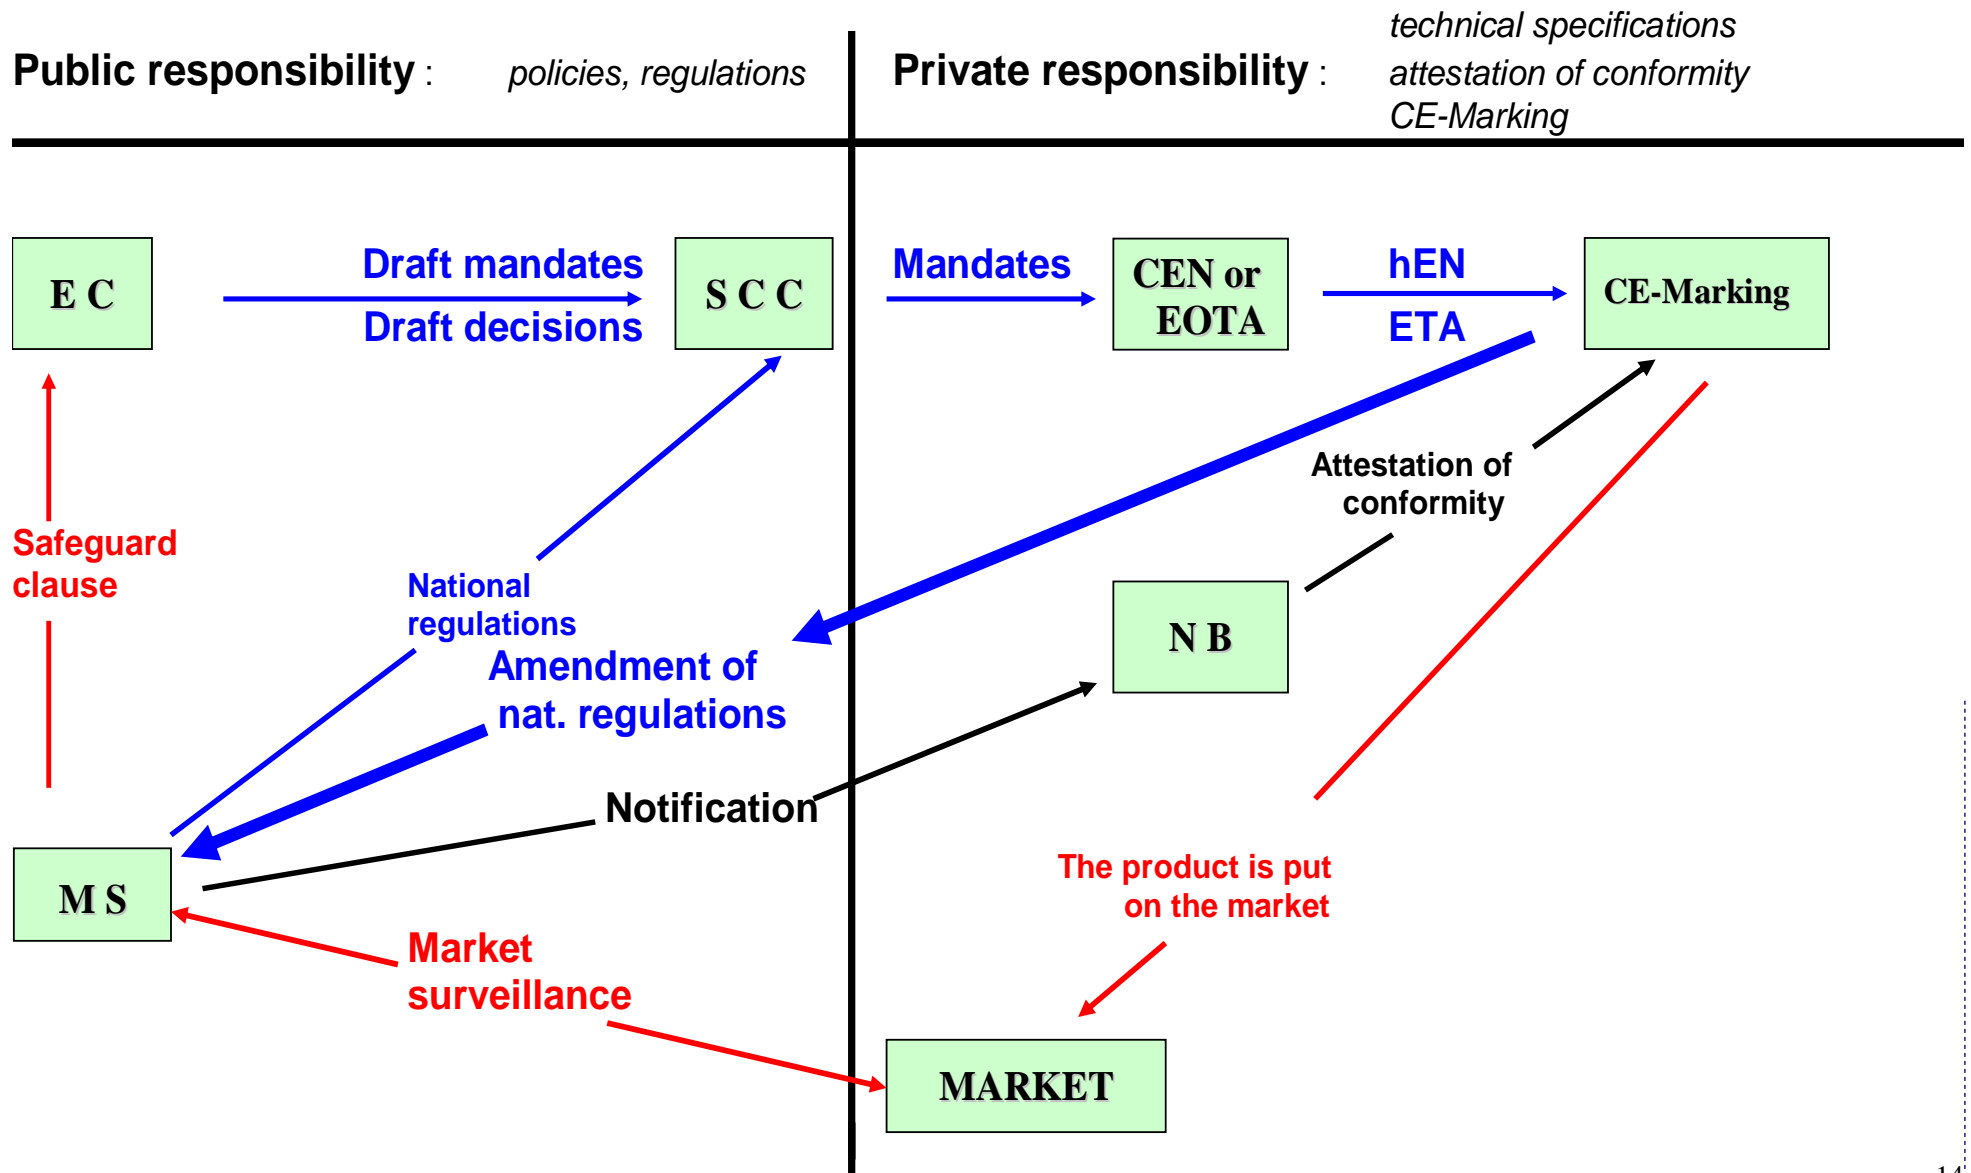 technical specifications
Public responsibility : policies, regulations
Private responsibility : attestation of conformity
CE-Marking
E C
Draft mandates
Draft decisions
S C C
Mandates
CEN or
EOTA
hEN
ETA
CE-Marking
Attestation of
conformity
Safeguard
clause
National
regulations
Amendment of
nat. regulations
N B
Notification
M S
The product is put
on the market
Market
surveillance
MARKET
14